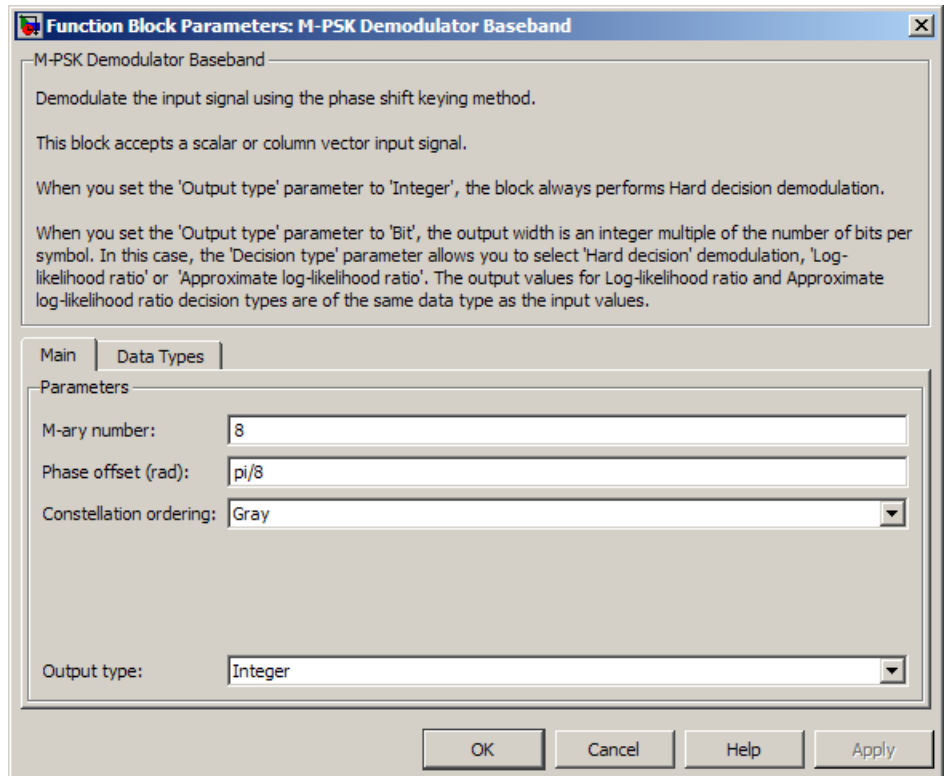 Function Block Parameters: M-PSK Demodulator Baseband
M-PSK Demodulator Baseband
Demodulate the input signal using the phase shift keying method.
This block accepts a scalar or column vector input signal.
When you set the 'Output type' parameter to 'Integer', the block always performs Hard decision demodulation.
When you set the 'Output type' parameter to 'Bit', the output width is an integer multiple of the number of bits per
symbol. In this case, the 'Decision type' parameter allows you to select 'Hard decision' demodulation, 'Log-
likelihood ratio' or 'Approximate log-likelihood ratio'. The output values for Log-likelihood ratio and Approximate
log-likelihood ratio decision types are of the same data type as the input values.
Main Data Types
Parameters
M-ary number: 8
Phase offset (rad): pi/8
Constellation ordering: Gray
Output type: Integer
OK Cancel Help Apply